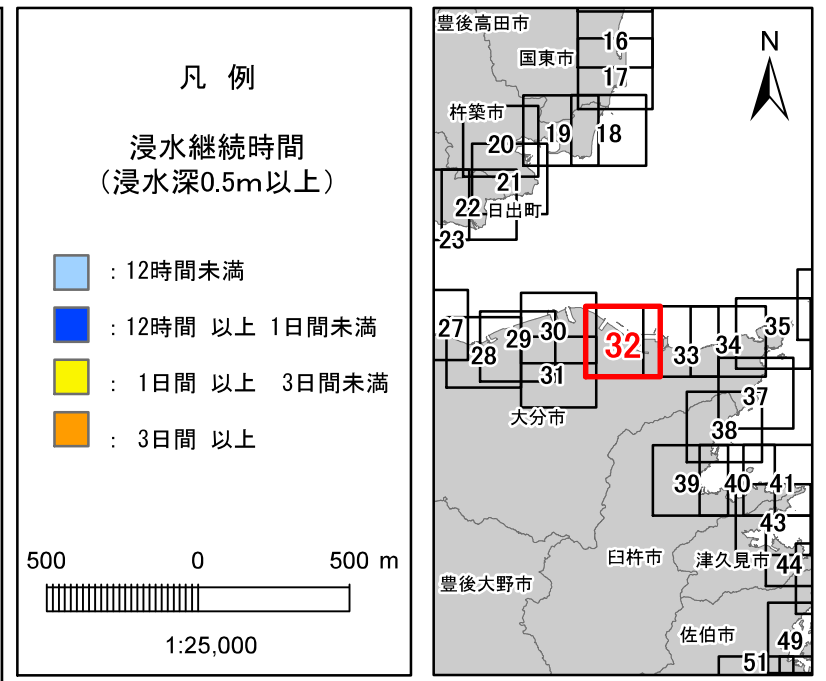 凡 例
浸水継続時間
（浸水深0.5m以上）
：12時間未満
：12時間 以上 1日間未満
： 1日間 以上 3日間未満
： 3日間 以上
500 0 500 m
1:25,000
豊後高田市
国東市
16
17
N
杵築市
19
18
20
21
22
日出町
23
27
28
29
30
31
32
33
34
35
大分市
37
38
39
40
41
43
臼杵市
津久見市
44
豊後大野市
佐伯市
49
51